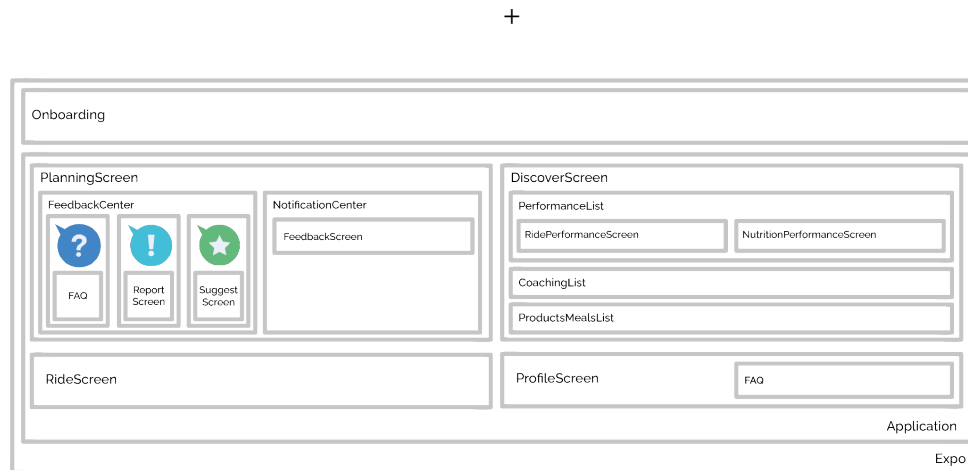 +
Onboarding
PlanningScreen
FeedbackCenter
?
FAQ
!
Report
Screen
Suggest
Screen
NotificationCenter
FeedbackScreen
DiscoverScreen
PerformanceList
RidePerformanceScreen
NutritionPerformanceScreen
CoachingList
ProductsMealsList
RideScreen
ProfileScreen
FAQ
Application
Expo